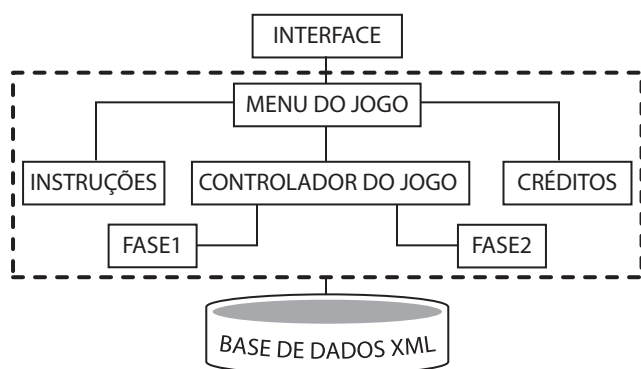 INTERFACE
MENU DO JOGO
INSTRUÇÕES
CONTROLADOR DO JOGO
CRÉDITOS
FASE1
FASE2
BASE DE DADOS XML